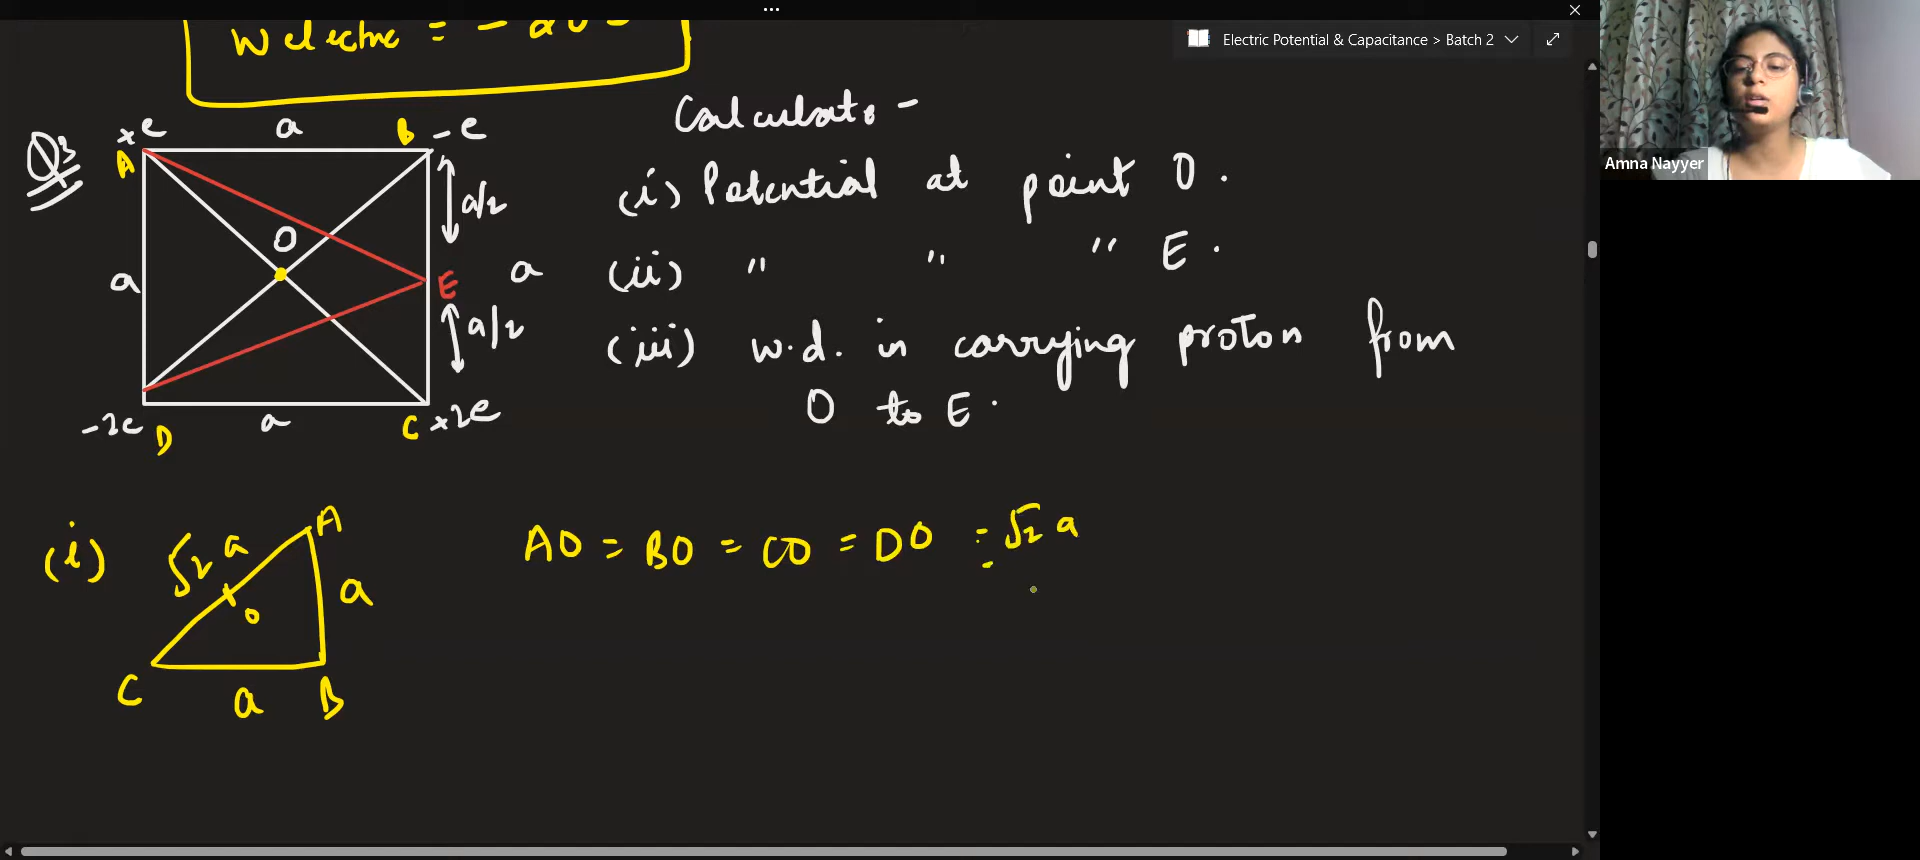 W electric = -
Electric Potential & Capacitance > Batch 2
Amna Nayyer
Calculate -
Q3
+e a B -e
A
(i) Potential at point O.
a/2
O
a E a
(ii) " " " E.
a/2
(iii) w.d. in carrying proton from
O to E.
-2e D a C +2e
(i) √2 a A
AO = BO = CO = DO = √2 a
o a
C a B